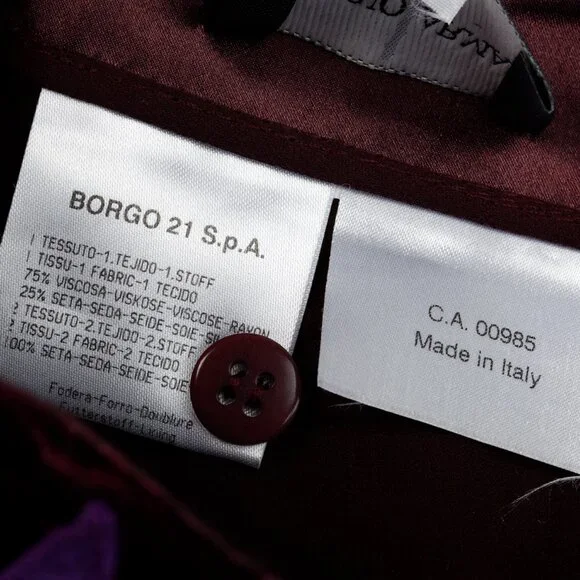 BORGO 21 S.p.A.
1 TESSUTO-1.TEJIDO-1.STOFF
1 TISSU-1 FABRIC-1 TECIDO
75% VISCOSA-VISKOSE-VISCOSE-RAYON
25% SETA-SEDA-SEIDE-SOIE-
2 TESSUTO-2.TEJIDO-2.STOFF
2 TISSU-2 FABRIC-2 TECIDO
100% SETA-SEDA-SEIDE-SOIE
Fodera-Forro-Doublure
Futterstoff-Lining
C.A. 00985
Made in Italy